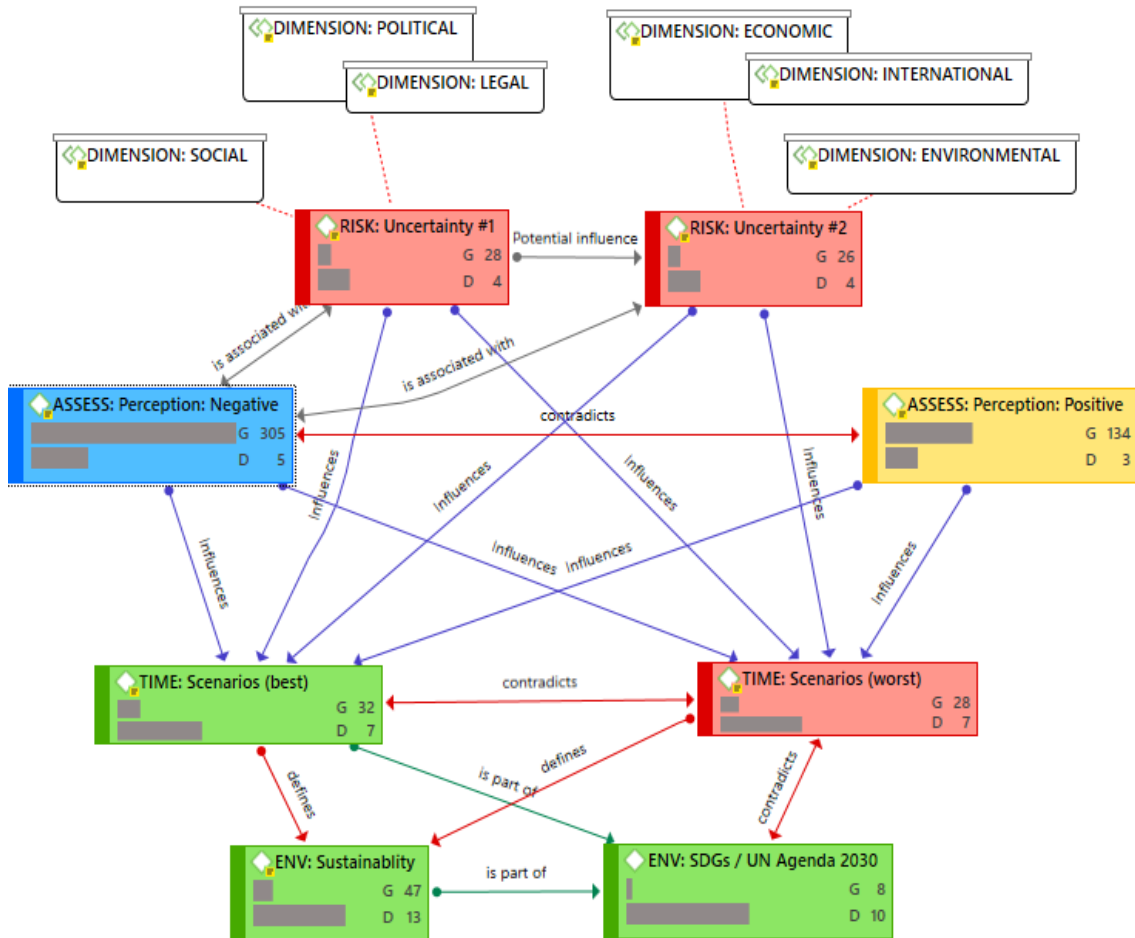 DIMENSION: POLITICAL
DIMENSION: ECONOMIC
DIMENSION: LEGAL
DIMENSION: INTERNATIONAL
DIMENSION: SOCIAL
DIMENSION: ENVIRONMENTAL
RISK: Uncertainty #1
G 28
D 4
Potential influence
RISK: Uncertainty #2
G 26
D 4
is associated with
is associated with
ASSESS: Perception: Negative
G 305
D 5
contradicts
ASSESS: Perception: Positive
G 134
D 3
Influences
Influences
Influences
Influences
Influences
Influences
Influences
Influences
TIME: Scenarios (best)
G 32
D 7
contradicts
TIME: Scenarios (worst)
G 28
D 7
defines
is part of
defines
contradicts
ENV: Sustainablity
G 47
D 13
is part of
ENV: SDGs / UN Agenda 2030
G 8
D 10